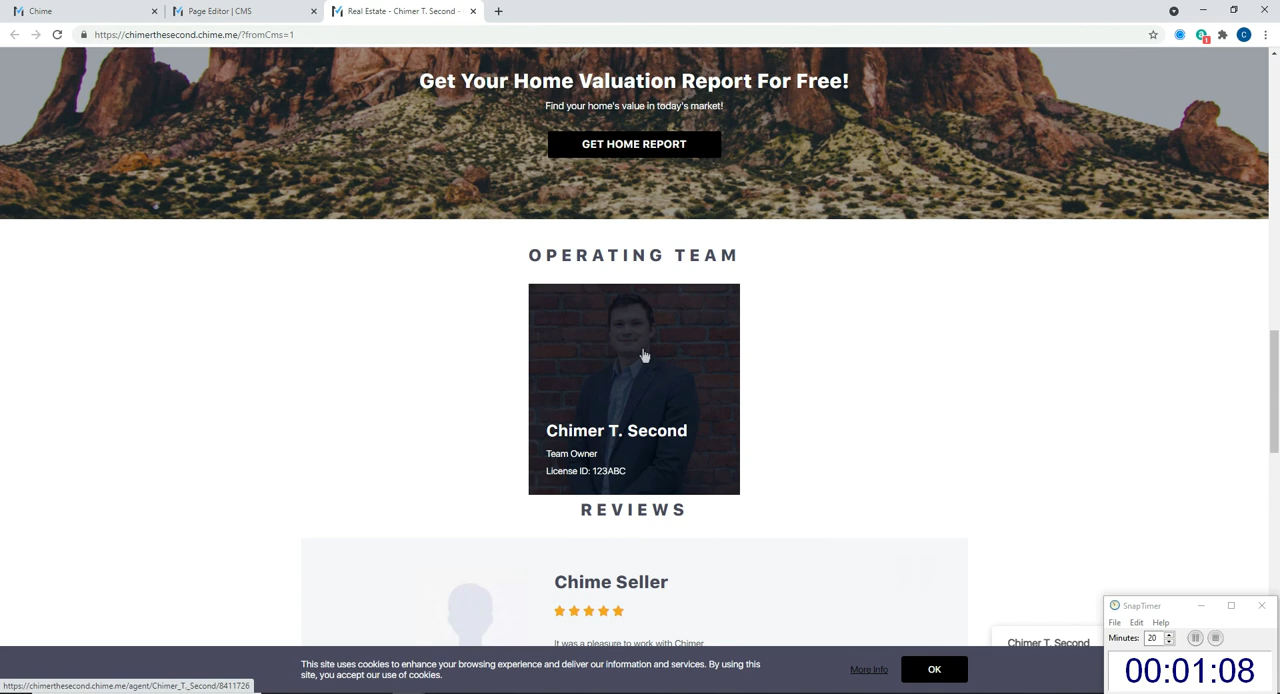 Chime
Page Editor | CMS
Real Estate - Chimer T. Second -
https://chimerthesecond.chime.me/?fromCms=1
C
1
Get Your Home Valuation Report For Free!
Find your home's value in today's market!
GET HOME REPORT
OPERATING TEAM
Chimer T. Second
Team Owner
License ID: 123ABC
REVIEWS
Chime Seller
It was a pleasure to work with Chimer
Chimer T. Second
This site uses cookies to enhance your browsing experience and deliver our information and services. By using this
site, you accept our use of cookies.
More Info
OK
https://chimerthesecond.chime.me/agent/Chimer_T._Second/8411726
SnapTimer
File Edit Help
Minutes: 20
00:01:08